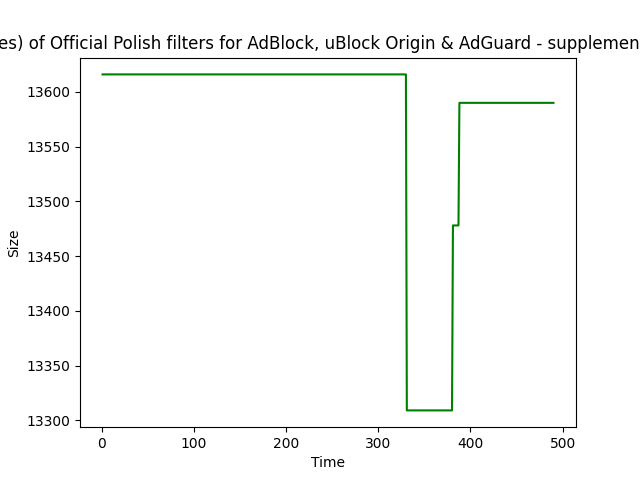 es) of Official Polish filters for AdBlock, uBlock Origin & AdGuard - supplemen
13600
13550
13500
13450
13400
13350
13300
Size
0 100 200 300 400 500
Time